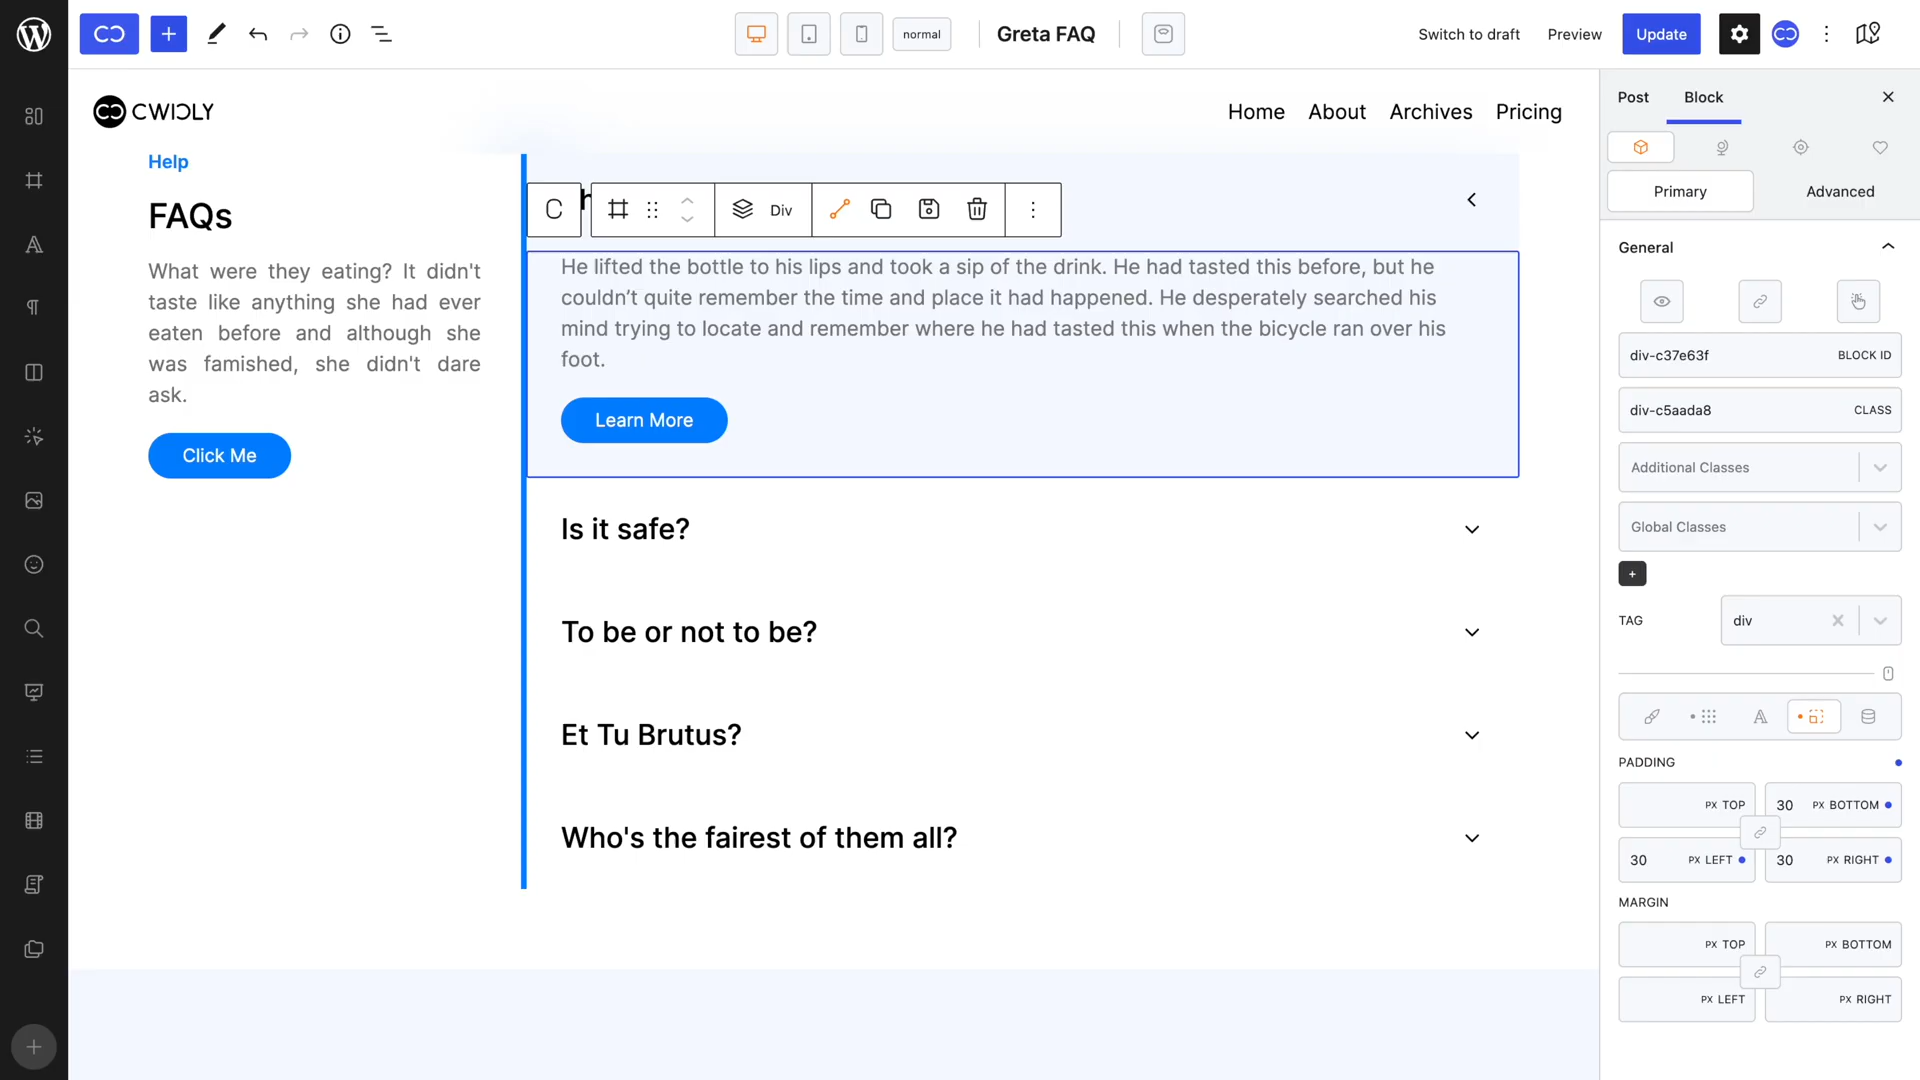 normal
Greta FAQ
Switch to draft
Preview
Update
CWICLY
Home
About
Archives
Pricing
Help
FAQs
What were they eating? It didn't
taste like anything she had ever
eaten before and although she
was famished, she didn't dare
ask.
Click Me
Div
He lifted the bottle to his lips and took a sip of the drink. He had tasted this before, but he
couldn’t quite remember the time and place it had happened. He desperately searched his
mind trying to locate and remember where he had tasted this when the bicycle ran over his
foot.
Learn More
Is it safe?
To be or not to be?
Et Tu Brutus?
Who's the fairest of them all?
Post
Block
Primary
Advanced
General
div-c37e63f
BLOCK ID
div-c5aada8
CLASS
Additional Classes
Global Classes
TAG
div
PADDING
PX TOP
30 PX BOTTOM
30 PX LEFT
30 PX RIGHT
MARGIN
PX TOP
PX BOTTOM
PX LEFT
PX RIGHT